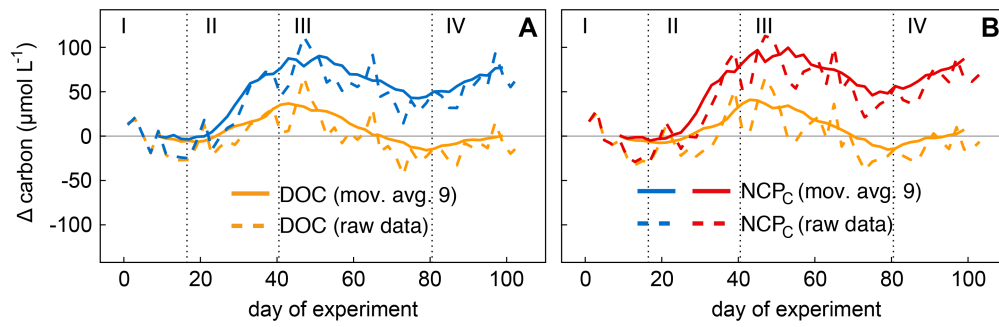 I II III IV A
I II III IV B
Δ carbon (μmol L⁻¹)
100
50
0
-50
-100
DOC (mov. avg. 9)
DOC (raw data)
NCP_C (mov. avg. 9)
NCP_C (raw data)
0 20 40 60 80 100
0 20 40 60 80 100
day of experiment
day of experiment